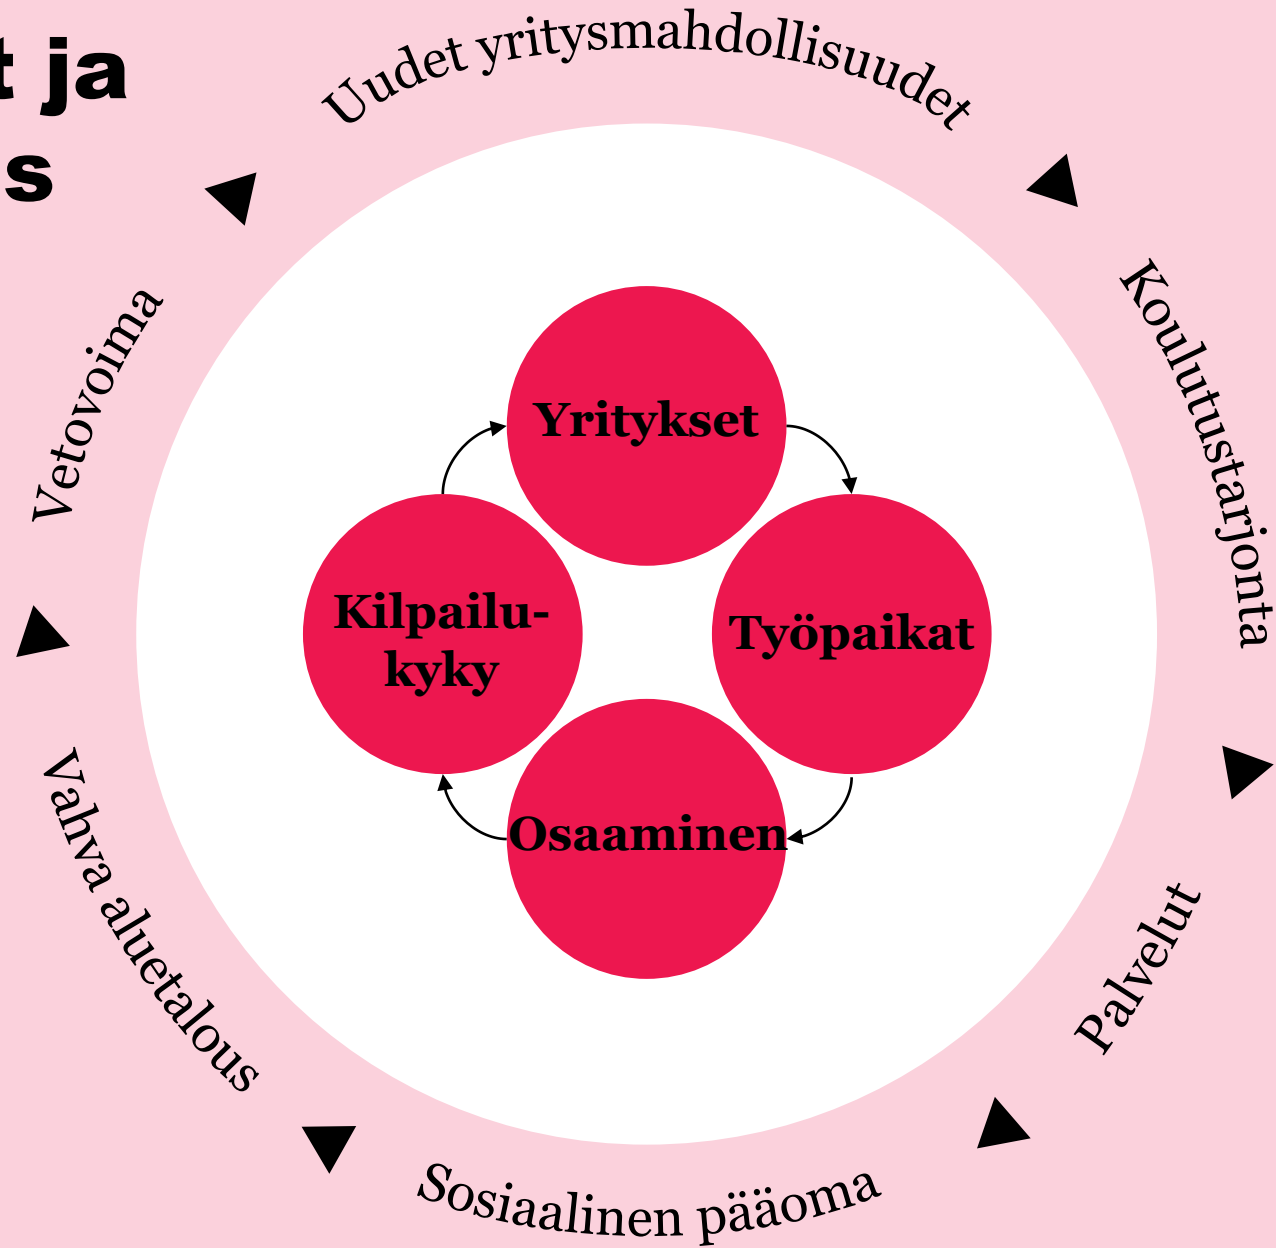 t ja
s
Uudet yritysmahdollisuudet
Koulutustarjonta
Palvelut
Sosiaalinen pääoma
Vahva aluetalous
Vetovoima
Yritykset
Työpaikat
Osaaminen
Kilpailu-
kyky